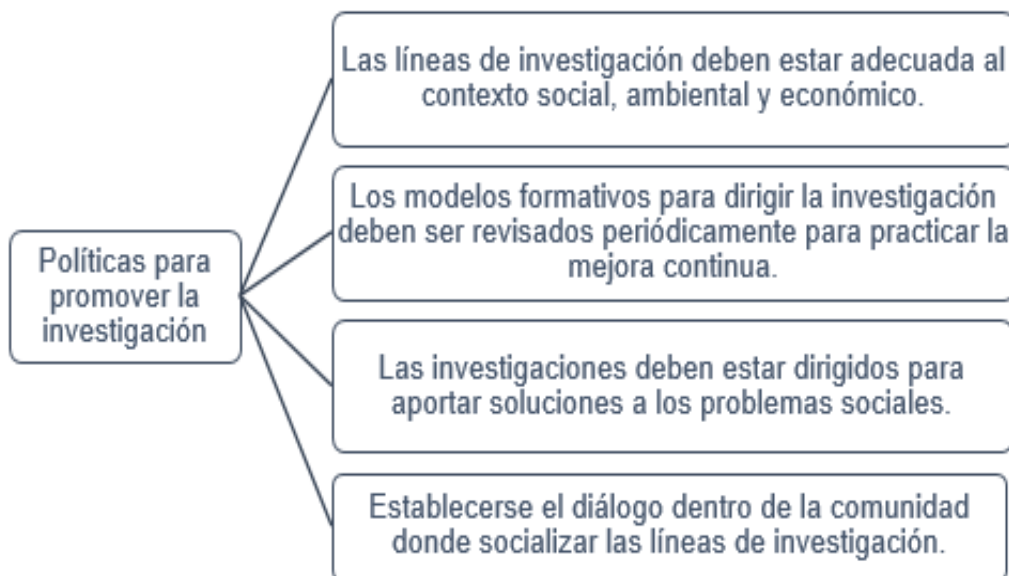 Políticas para
promover la
investigación
Las líneas de investigación deben estar adecuada al
contexto social, ambiental y económico.
Los modelos formativos para dirigir la investigación
deben ser revisados periódicamente para practicar la
mejora continua.
Las investigaciones deben estar dirigidos para
aportar soluciones a los problemas sociales.
Establecerse el diálogo dentro de la comunidad
donde socializar las líneas de investigación.